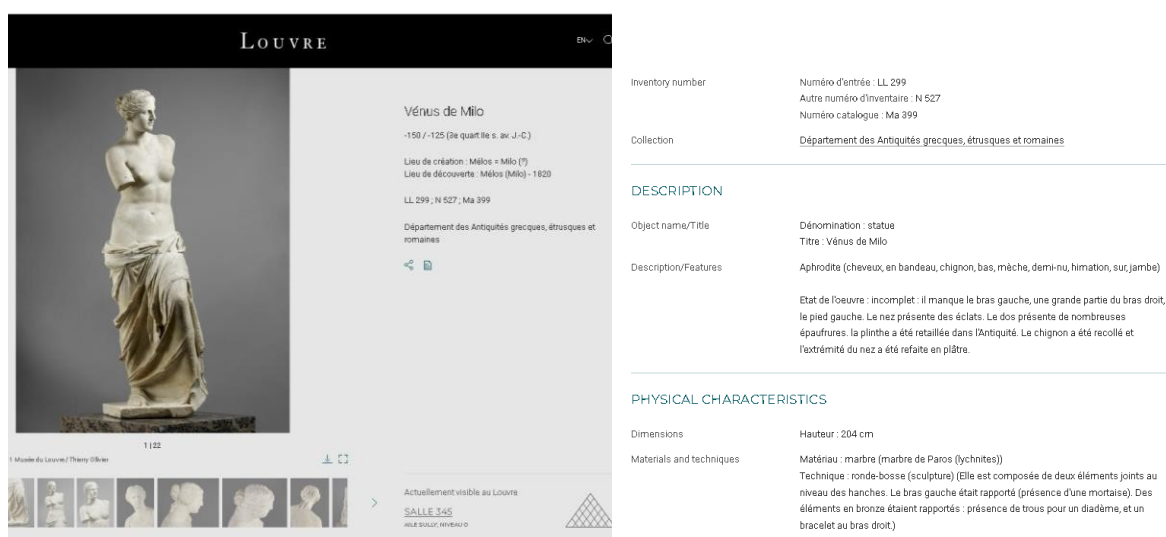 LOUVRE
EN
Vénus de Milo
-150 / -125 (3e quart IIe s. av. J.-C.)
Lieu de création : Mélos = Milo (?)
Lieu de découverte : Mélos (Milo) - 1820
LL 299 ; N 527 ; Ma 399
Département des Antiquités grecques, étrusques et
romaines
1 | 22
1 Musée du Louvre / Thierry Ollivier
Actuellement visible au Louvre
SALLE 345
AILE SULLY, NIVEAU 0
Inventory number
Numéro d'entrée : LL 299
Autre numéro d'inventaire : N 527
Numéro catalogue : Ma 399
Collection
Département des Antiquités grecques, étrusques et romaines
DESCRIPTION
Object name/Title
Dénomination : statue
Titre : Vénus de Milo
Description/Features
Aphrodite (cheveux, en bandeau, chignon, bas, mèche, demi-nu, himation, sur, jambe)
Etat de l'oeuvre : incomplet : il manque le bras gauche, une grande partie du bras droit,
le pied gauche. Le nez présente des éclats. Le dos présente de nombreuses
épaufrures. la plinthe a été retaillée dans l'Antiquité. Le chignon a été recollé et
l'extrémité du nez a été refaite en plâtre.
PHYSICAL CHARACTERISTICS
Dimensions
Hauteur : 204 cm
Materials and techniques
Matériau : marbre (marbre de Paros (lychnites))
Technique : ronde-bosse (sculpture) (Elle est composée de deux éléments joints au
niveau des hanches. Le bras gauche était rapporté (présence d'une mortaise). Des
éléments en bronze étaient rapportés : présence de trous pour un diadème, et un
bracelet au bras droit.)